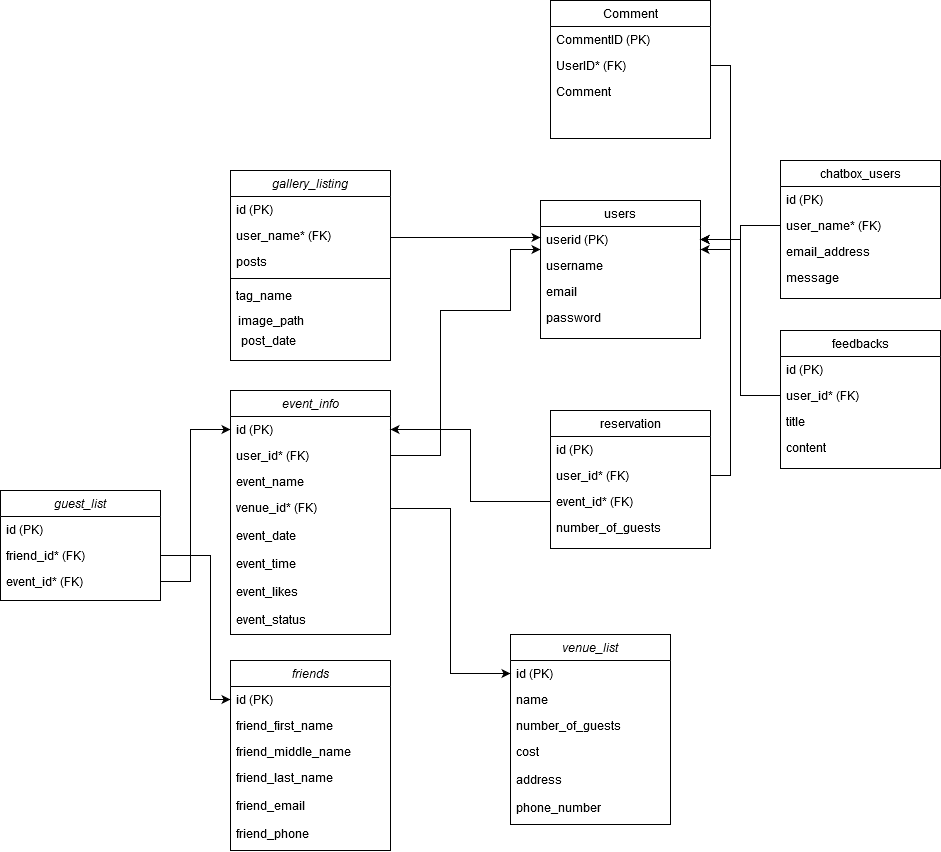 Comment
CommentID (PK)
UserID* (FK)
Comment
gallery_listing
id (PK)
user_name* (FK)
posts
tag_name
image_path
post_date
users
userid (PK)
username
email
password
chatbox_users
id (PK)
user_name* (FK)
email_address
message
feedbacks
id (PK)
user_id* (FK)
title
content
event_info
id (PK)
user_id* (FK)
event_name
venue_id* (FK)
event_date
event_time
event_likes
event_status
reservation
id (PK)
user_id* (FK)
event_id* (FK)
number_of_guests
guest_list
id (PK)
friend_id* (FK)
event_id* (FK)
friends
id (PK)
friend_first_name
friend_middle_name
friend_last_name
friend_email
friend_phone
venue_list
id (PK)
name
number_of_guests
cost
address
phone_number